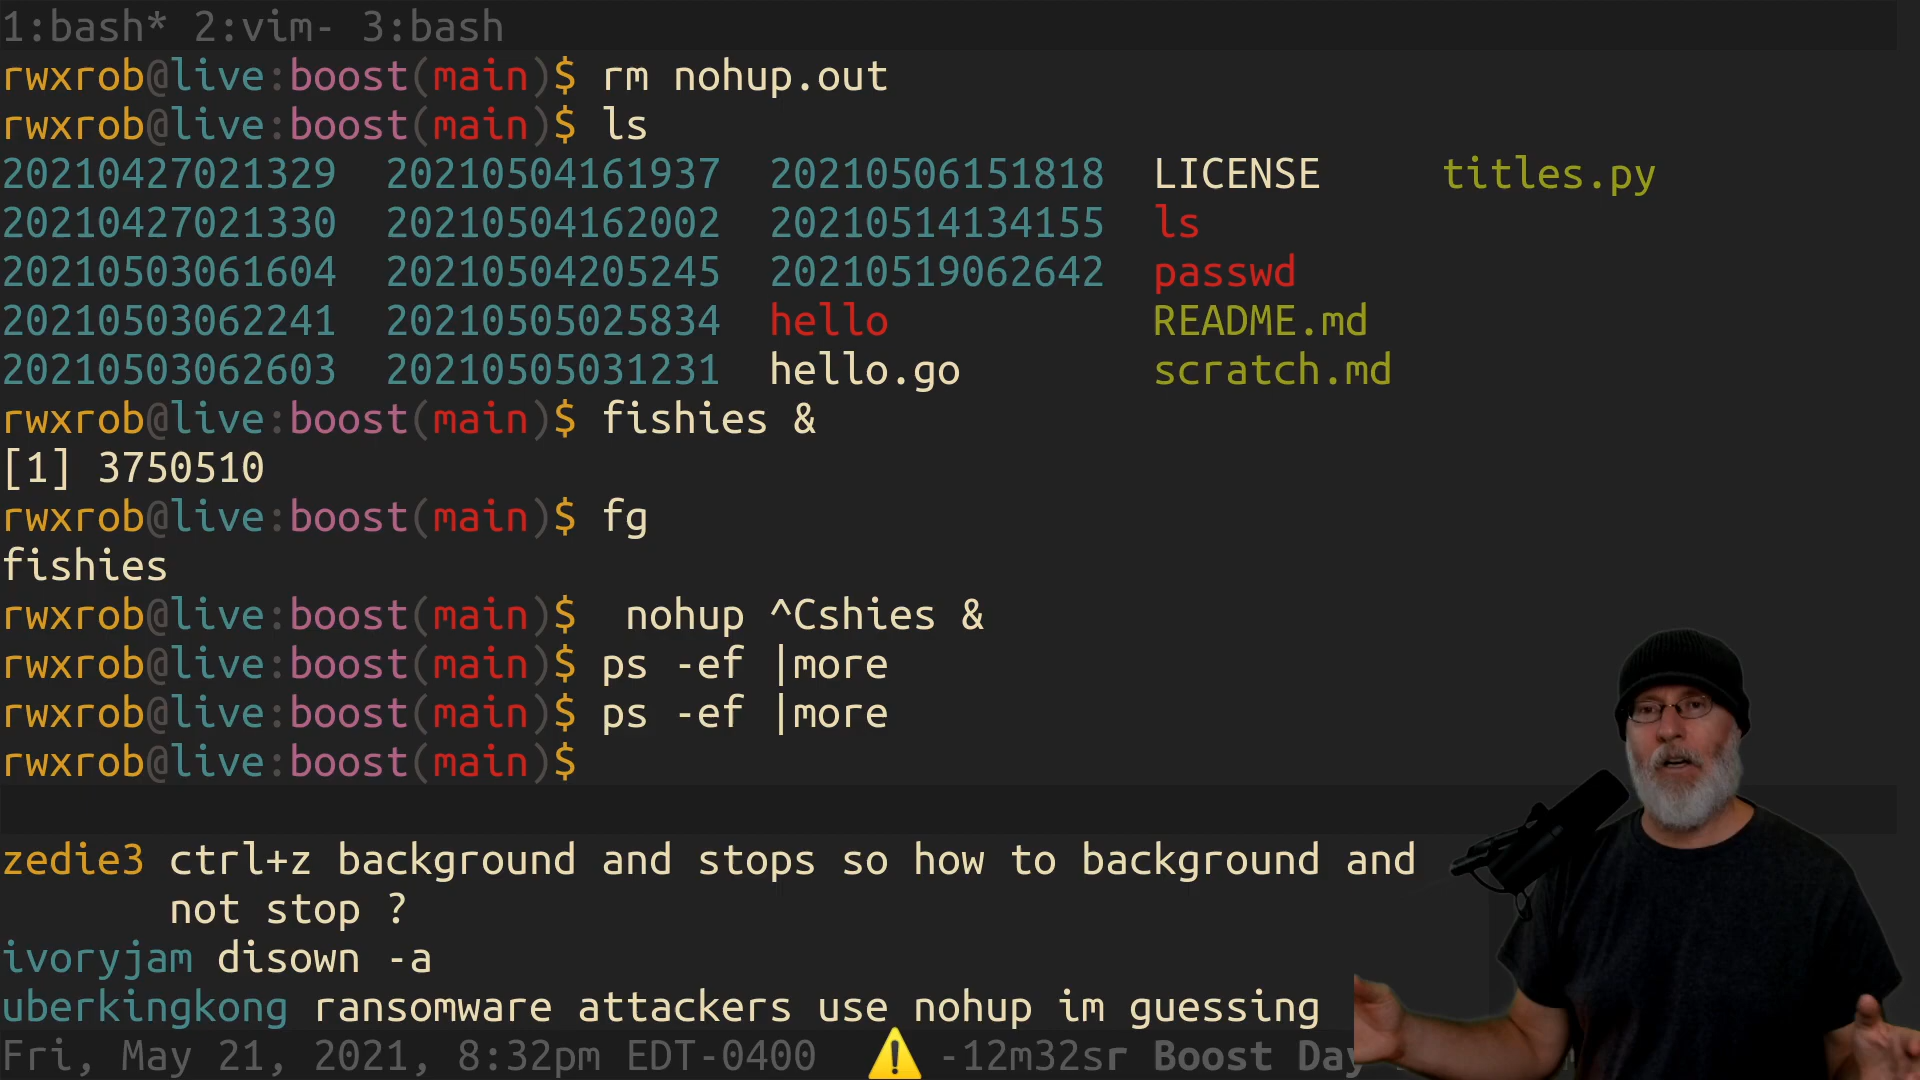 1:bash* 2:vim- 3:bash
rwxrob@live:boost(main)$ rm nohup.out
rwxrob@live:boost(main)$ ls
20210427021329  20210504161937  20210506151818  LICENSE     titles.py
20210427021330  20210504162002  20210514134155  ls
20210503061604  20210504205245  20210519062642  passwd
20210503062241  20210505025834  hello           README.md
20210503062603  20210505031231  hello.go        scratch.md
rwxrob@live:boost(main)$ fishies &
[1] 3750510
rwxrob@live:boost(main)$ fg
fishies
rwxrob@live:boost(main)$  nohup ^Cshies &
rwxrob@live:boost(main)$ ps -ef |more
rwxrob@live:boost(main)$ ps -ef |more
rwxrob@live:boost(main)$
zedie3 ctrl+z background and stops so how to background and
not stop ?
ivoryjam disown -a
uberkingkong ransomware attackers use nohup im guessing
Fri, May 21, 2021, 8:32pm EDT-0400 ⚠ -12m32sr Boost Day